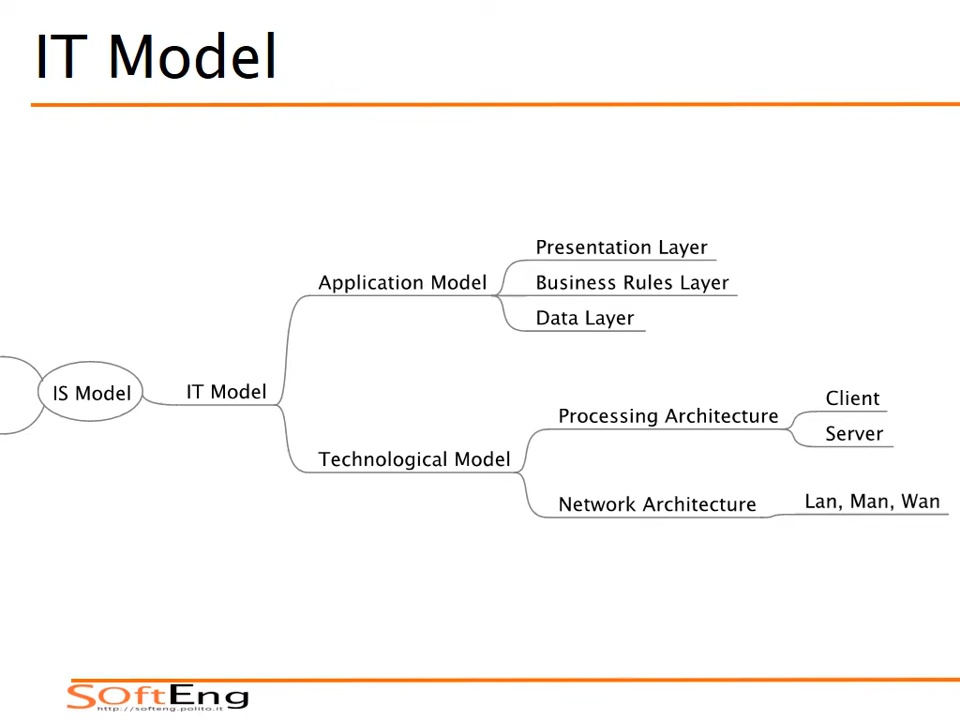 IT Model
Presentation Layer
Application Model
Business Rules Layer
Data Layer
IS Model
IT Model
Client
Processing Architecture
Server
Technological Model
Network Architecture
Lan, Man, Wan
SOftEng
http://softeng.polito.it